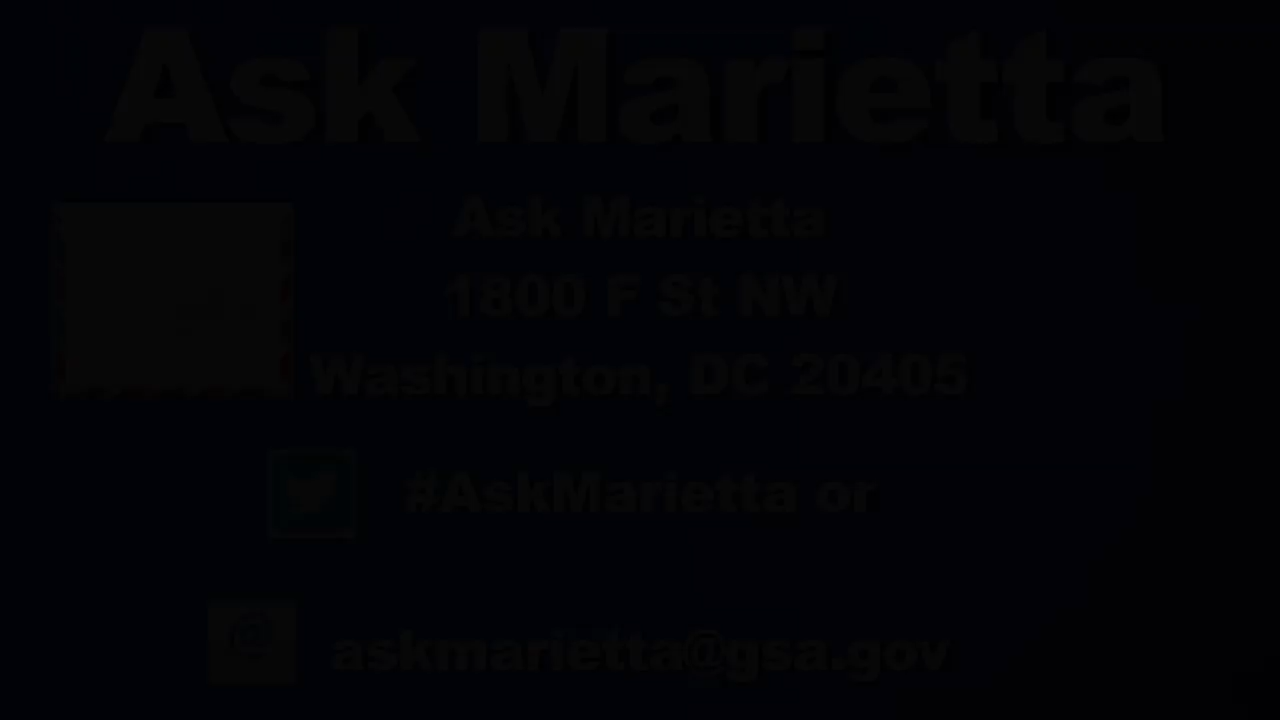 Ask Marietta
Ask Marietta
1800 F St NW
Washington, DC 20405
#AskMarietta or
askmarietta@gsa.gov